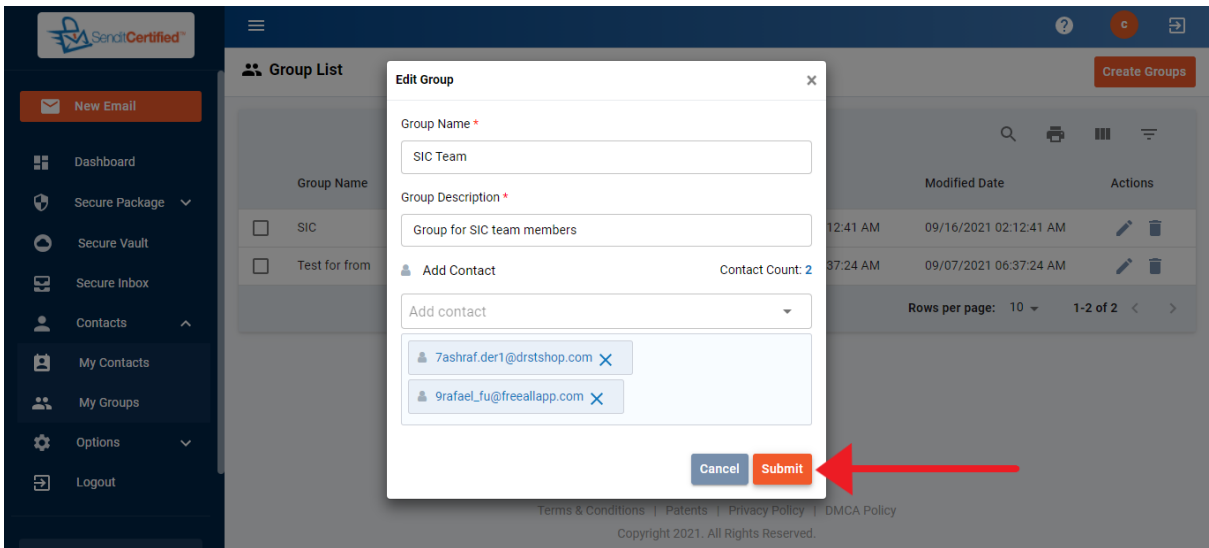 SenditCertified™
C
Group List
Create Groups
New Email
Dashboard
Secure Package
Secure Vault
Secure Inbox
Contacts
My Contacts
My Groups
Options
Logout
Group Name
Modified Date
Actions
SIC
12:41 AM
09/16/2021 02:12:41 AM
Test for from
37:24 AM
09/07/2021 06:37:24 AM
Rows per page: 10
1-2 of 2
Edit Group
Group Name *
SIC Team
Group Description *
Group for SIC team members
Add Contact
Contact Count: 2
Add contact
7ashraf.der1@drstshop.com
9rafael_fu@freeallapp.com
Cancel
Submit
Terms & Conditions | Patents | Privacy Policy | DMCA Policy
Copyright 2021. All Rights Reserved.